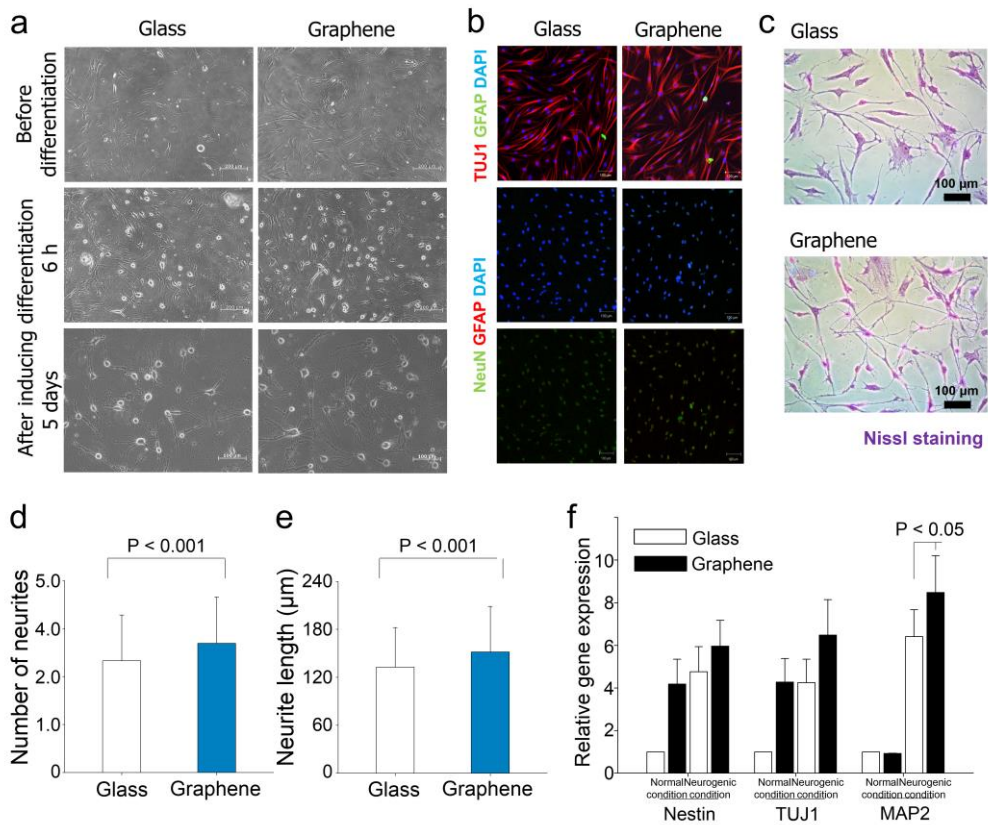 a
Glass
Graphene
Before
differentiation
After inducing differentiation
6 h
5 days
b
Glass
Graphene
TUJ1 GFAP DAPI
NeuN GFAP DAPI
c
Glass
100 µm
Graphene
100 µm
Nissl staining
d
P < 0.001
Number of neurites
5.0
4.0
2.0
1.0
0
Glass
Graphene
e
P < 0.001
Neurite length (µm)
240
180
120
60
0
Glass
Graphene
f
P < 0.05
Glass
Graphene
Relative gene expression
10
8
6
4
2
0
Normal Neurogenic
condition condition
Nestin
Normal Neurogenic
condition condition
TUJ1
Normal Neurogenic
condition condition
MAP2